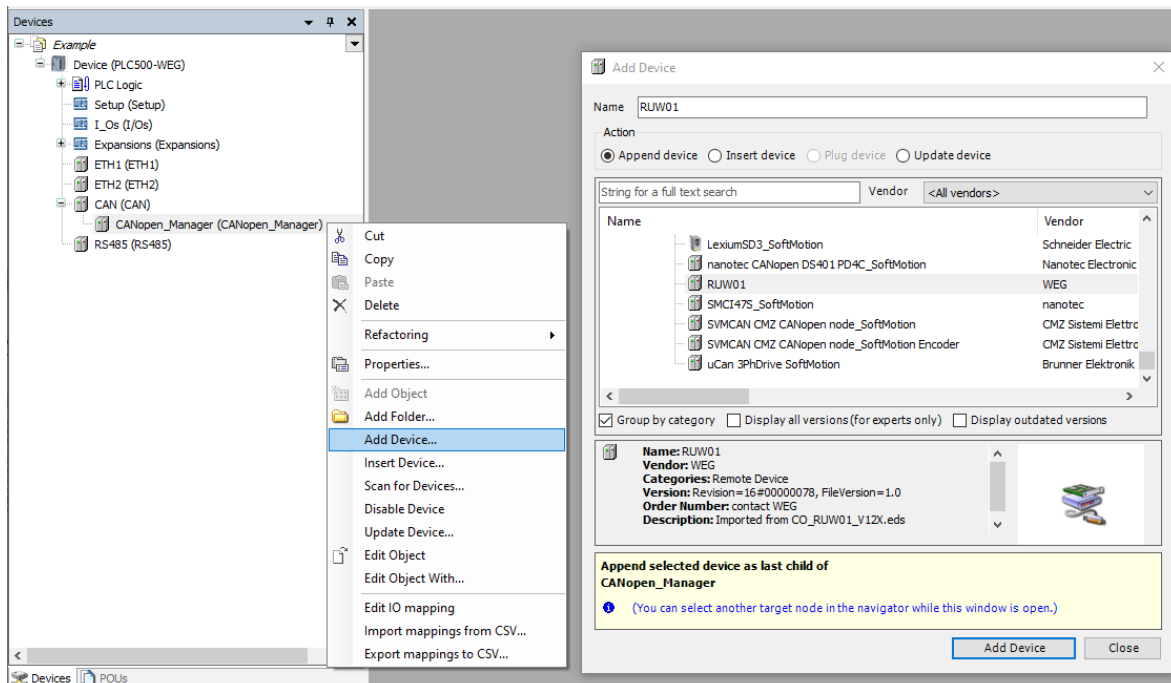 Devices
Example
Device (PLC500-WEG)
PLC Logic
Setup (Setup)
I_Os (I/Os)
Expansions (Expansions)
ETH1 (ETH1)
ETH2 (ETH2)
CAN (CAN)
CANopen_Manager (CANopen_Manager)
RS485 (RS485)
Devices POUs
Cut
Copy
Paste
Delete
Refactoring
Properties...
Add Object
Add Folder...
Add Device...
Insert Device...
Scan for Devices...
Disable Device
Update Device...
Edit Object
Edit Object With...
Edit IO mapping
Import mappings from CSV...
Export mappings to CSV...
Add Device
Name RUW01
Action
Append device Insert device Plug device Update device
String for a full text search Vendor <All vendors>
Name Vendor
LexiumSD3_SoftMotion Schneider Electric
nanotec CANopen DS401 PD4C_SoftMotion Nanotec Electronic
RUW01 WEG
SMCI47S_SoftMotion nanotec
SVMCAN CMZ CANopen node_SoftMotion CMZ Sistemi Elettro
SVMCAN CMZ CANopen node_SoftMotion Encoder CMZ Sistemi Elettro
uCan 3PhDrive SoftMotion Brunner Elektronik
Group by category Display all versions (for experts only) Display outdated versions
Name: RUW01
Vendor: WEG
Categories: Remote Device
Version: Revision=16#00000078, FileVersion=1.0
Order Number: contact WEG
Description: Imported from CO_RUW01_V12X.eds
Append selected device as last child of
CANopen_Manager
(You can select another target node in the navigator while this window is open.)
Add Device Close